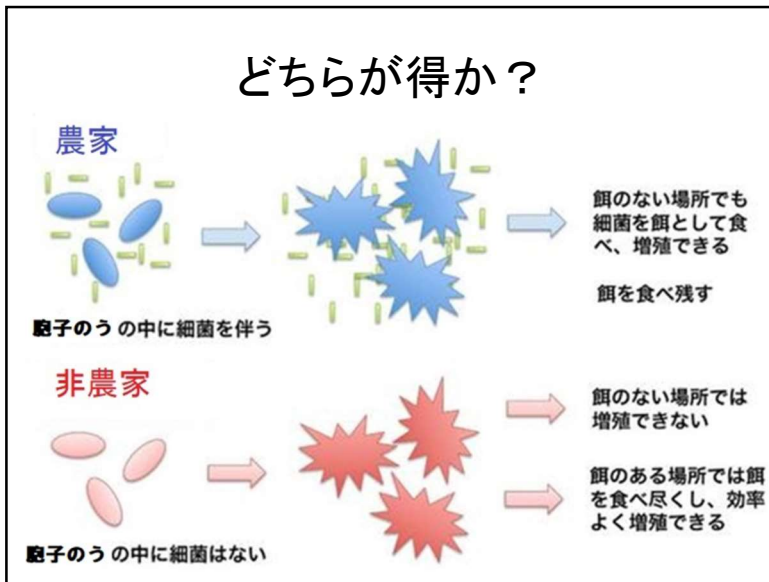 どちらが得か？
農家
餌のない場所でも
細菌を餌として食
べ、増殖できる
餌を食べ残す
胞子のうの中に細菌を伴う
非農家
餌のない場所では
増殖できない
餌のある場所では餌
を食べ尽くし、効率
よく増殖できる
胞子のうの中に細菌はない